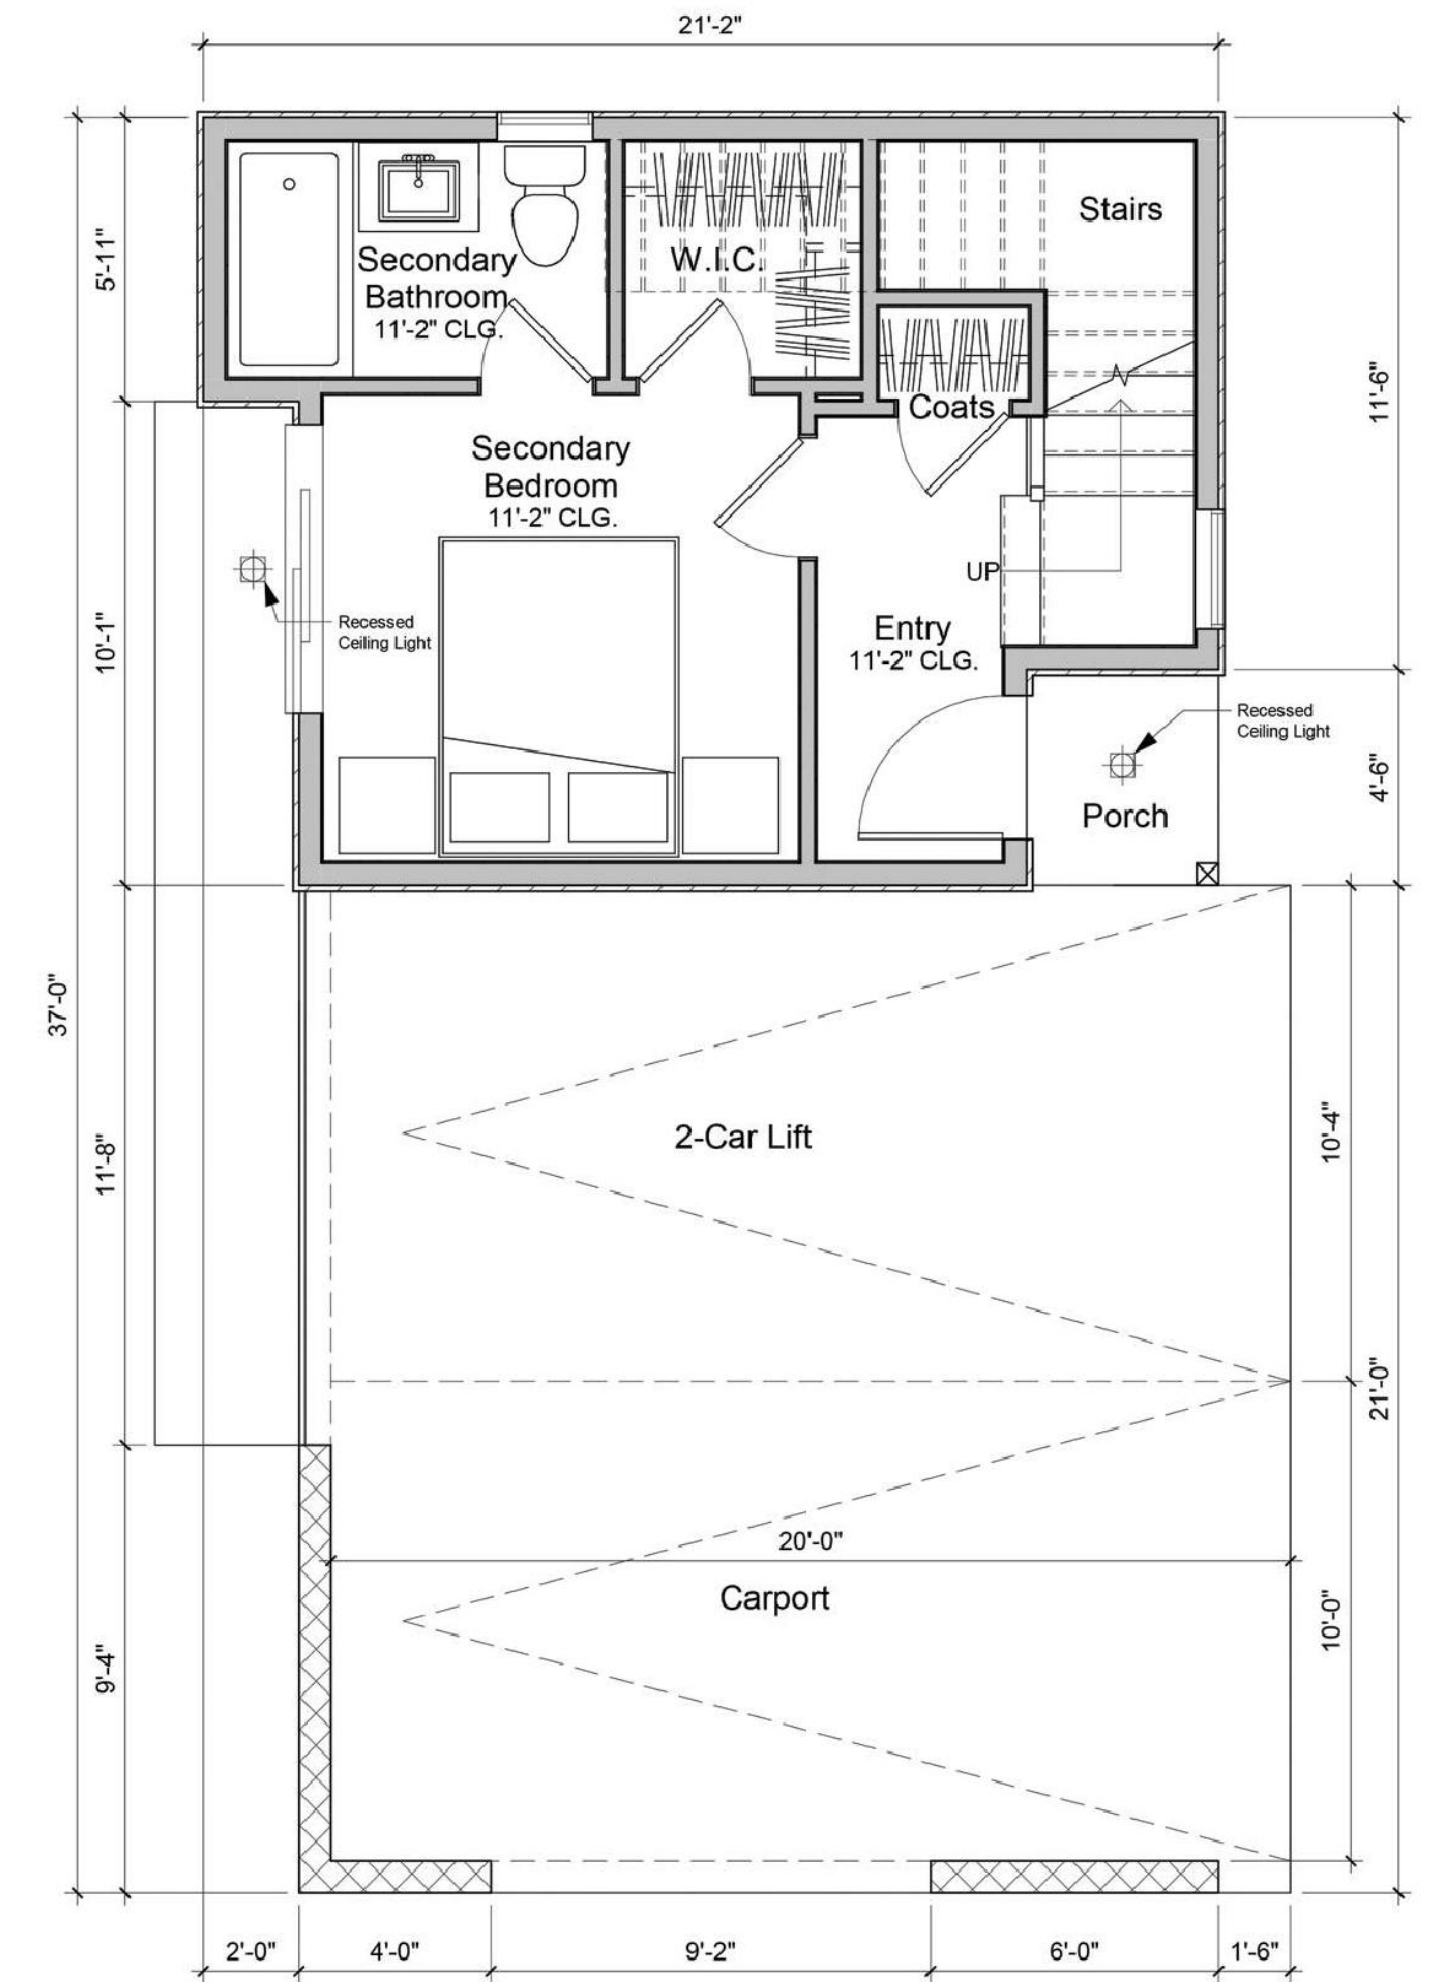 21'-2"
Stairs
5'-11"
Secondary
Bathroom
11'-2" CLG.
W.I.C.
11'-6"
Coats
Secondary
Bedroom
11'-2" CLG.
UP
10'-1"
Recessed
Ceiling Light
Entry
11'-2" CLG.
Recessed
Ceiling Light
4'-6"
Porch
37'-0"
11'-8"
2-Car Lift
10'-4"
21'-0"
20'-0"
Carport
10'-0"
9'-4"
2'-0"
4'-0"
9'-2"
6'-0"
1'-6"